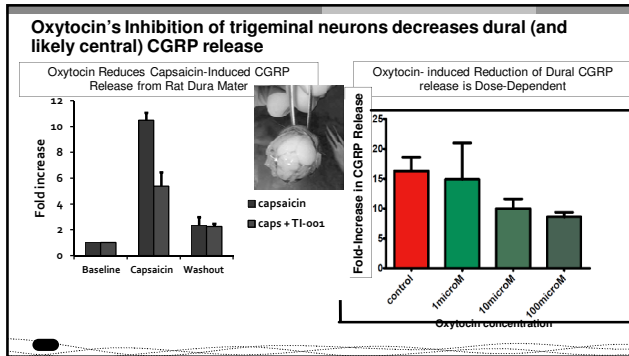 Oxytocin's Inhibition of trigeminal neurons decreases dural (and
likely central) CGRP release
Oxytocin Reduces Capsaicin-Induced CGRP
Release from Rat Dura Mater
Oxytocin- induced Reduction of Dural CGRP
release is Dose-Dependent
Fold increase
12
10
8
6
4
2
0
Baseline
Capsaicin
Washout
capsaicin
caps + TI-001
Fold-Increase in CGRP Release
25
20
15
10
5
0
control
1microM
10microM
100microM
Oxytocin concentration